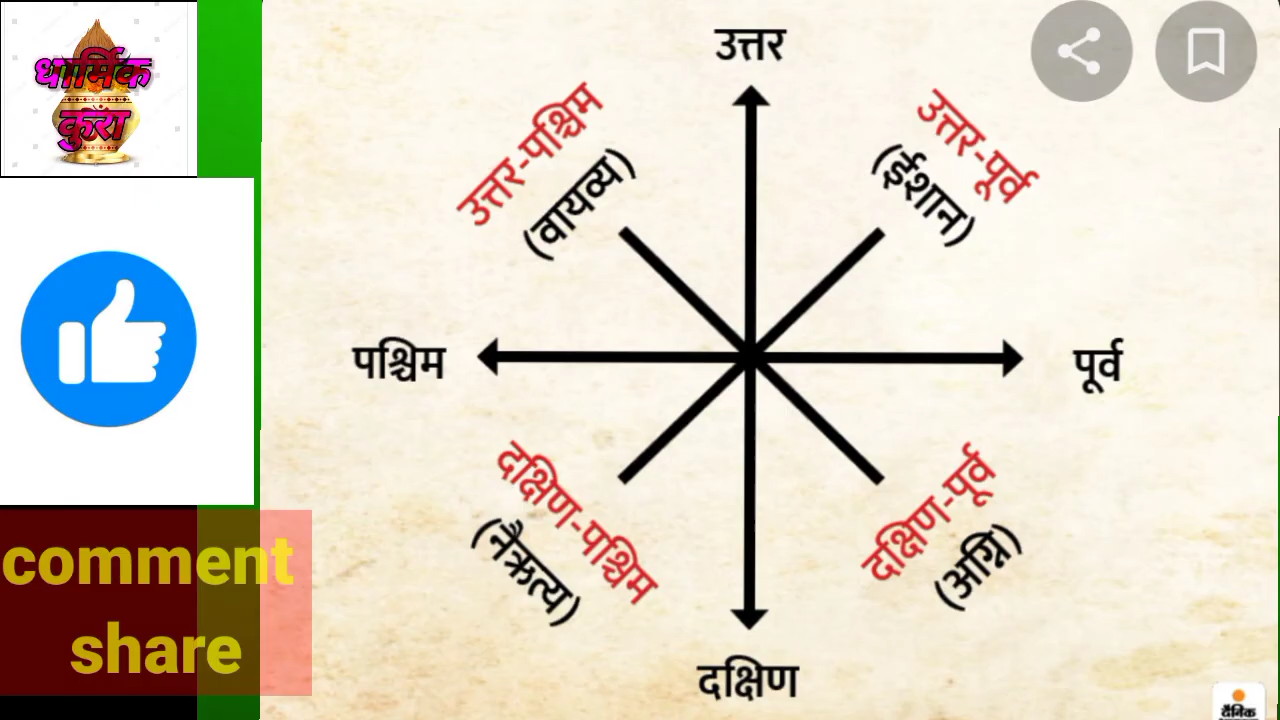 धार्मिक
कुरा
comment
share
उत्तर
उत्तर-पश्चिम
(वायव्य)
उत्तर-पूर्व
(ईशान)
पश्चिम
पूर्व
दक्षिण-पश्चिम
(नैऋत्य)
दक्षिण-पूर्व
(अग्नि)
दक्षिण
दैनिक